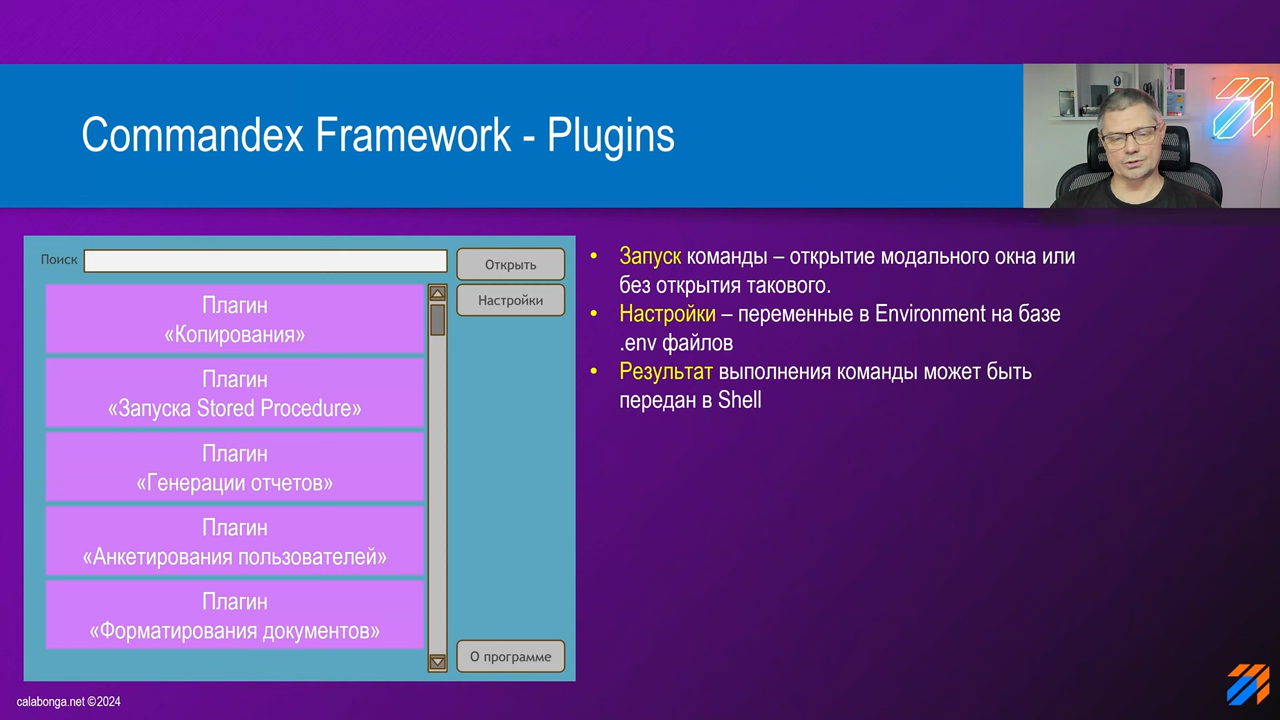 Commandex Framework - Plugins
Поиск
Открыть
Настройки
Плагин
«Копирования»
Плагин
«Запуска Stored Procedure»
Плагин
«Генерации отчетов»
Плагин
«Анкетирования пользователей»
Плагин
«Форматирования документов»
О программе
• Запуск команды – открытие модального окна или
без открытия такового.
• Настройки – переменные в Environment на базе
.env файлов
• Результат выполнения команды может быть
передан в Shell
calabonga.net ©2024